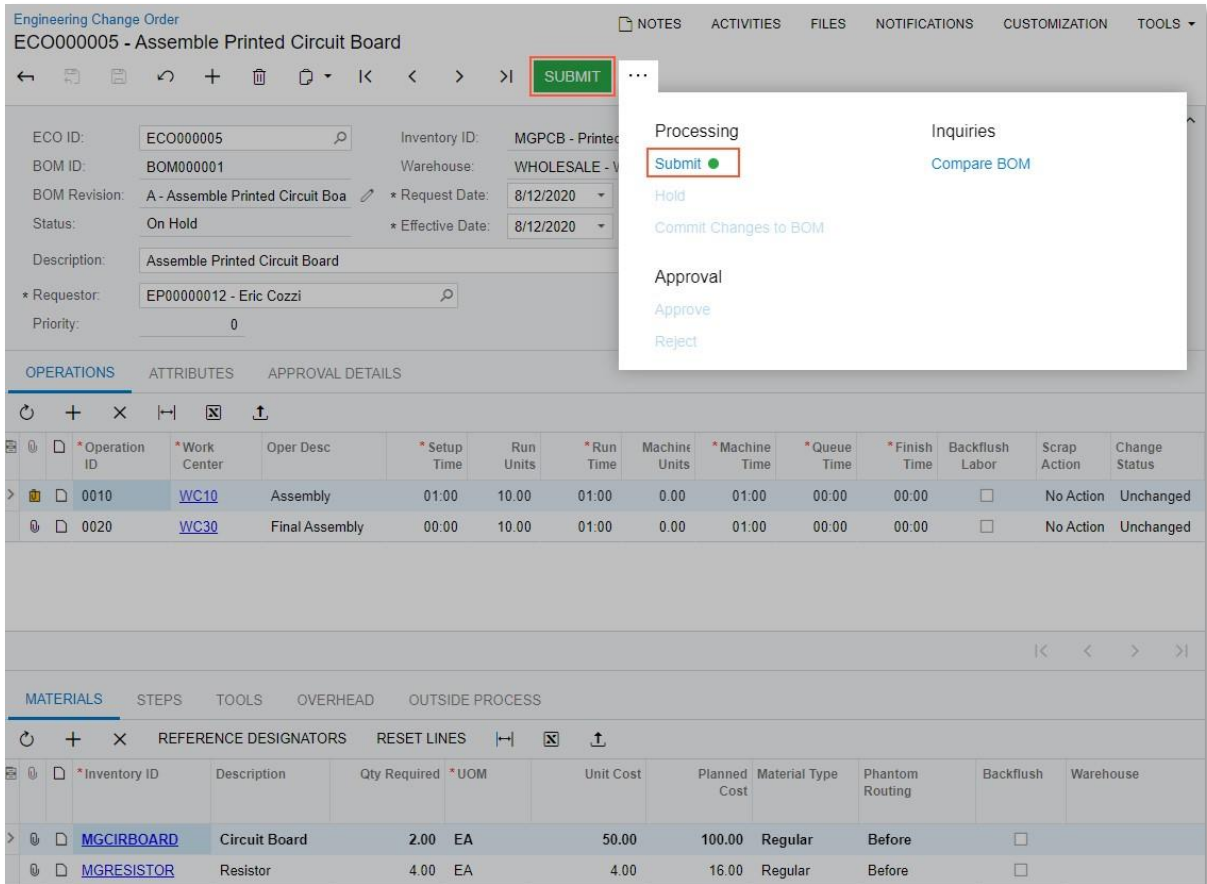 Engineering Change Order
ECO000005 - Assemble Printed Circuit Board
NOTES ACTIVITIES FILES NOTIFICATIONS CUSTOMIZATION TOOLS
SUBMIT ...
ECO ID: ECO000005 Inventory ID: MGPCB - Printed
BOM ID: BOM000001 Warehouse: WHOLESALE - W
BOM Revision: A - Assemble Printed Circuit Boa * Request Date: 8/12/2020
Status: On Hold * Effective Date: 8/12/2020
Description: Assemble Printed Circuit Board
* Requestor: EP00000012 - Eric Cozzi
Priority: 0
Processing Inquiries
Submit Compare BOM
Hold
Commit Changes to BOM
Approval
Approve
Reject
OPERATIONS ATTRIBUTES APPROVAL DETAILS
* Operation ID * Work Center Oper Desc * Setup Time Run Units * Run Time Machine Units * Machine Time * Queue Time * Finish Time Backflush Labor Scrap Action Change Status
0010 WC10 Assembly 01:00 10.00 01:00 0.00 01:00 00:00 00:00 No Action Unchanged
0020 WC30 Final Assembly 00:00 10.00 01:00 0.00 01:00 00:00 00:00 No Action Unchanged
MATERIALS STEPS TOOLS OVERHEAD OUTSIDE PROCESS
REFERENCE DESIGNATORS RESET LINES
* Inventory ID Description Qty Required * UOM Unit Cost Planned Cost Material Type Phantom Routing Backflush Warehouse
MGCIRBOARD Circuit Board 2.00 EA 50.00 100.00 Regular Before
MGRESISTOR Resistor 4.00 EA 4.00 16.00 Regular Before